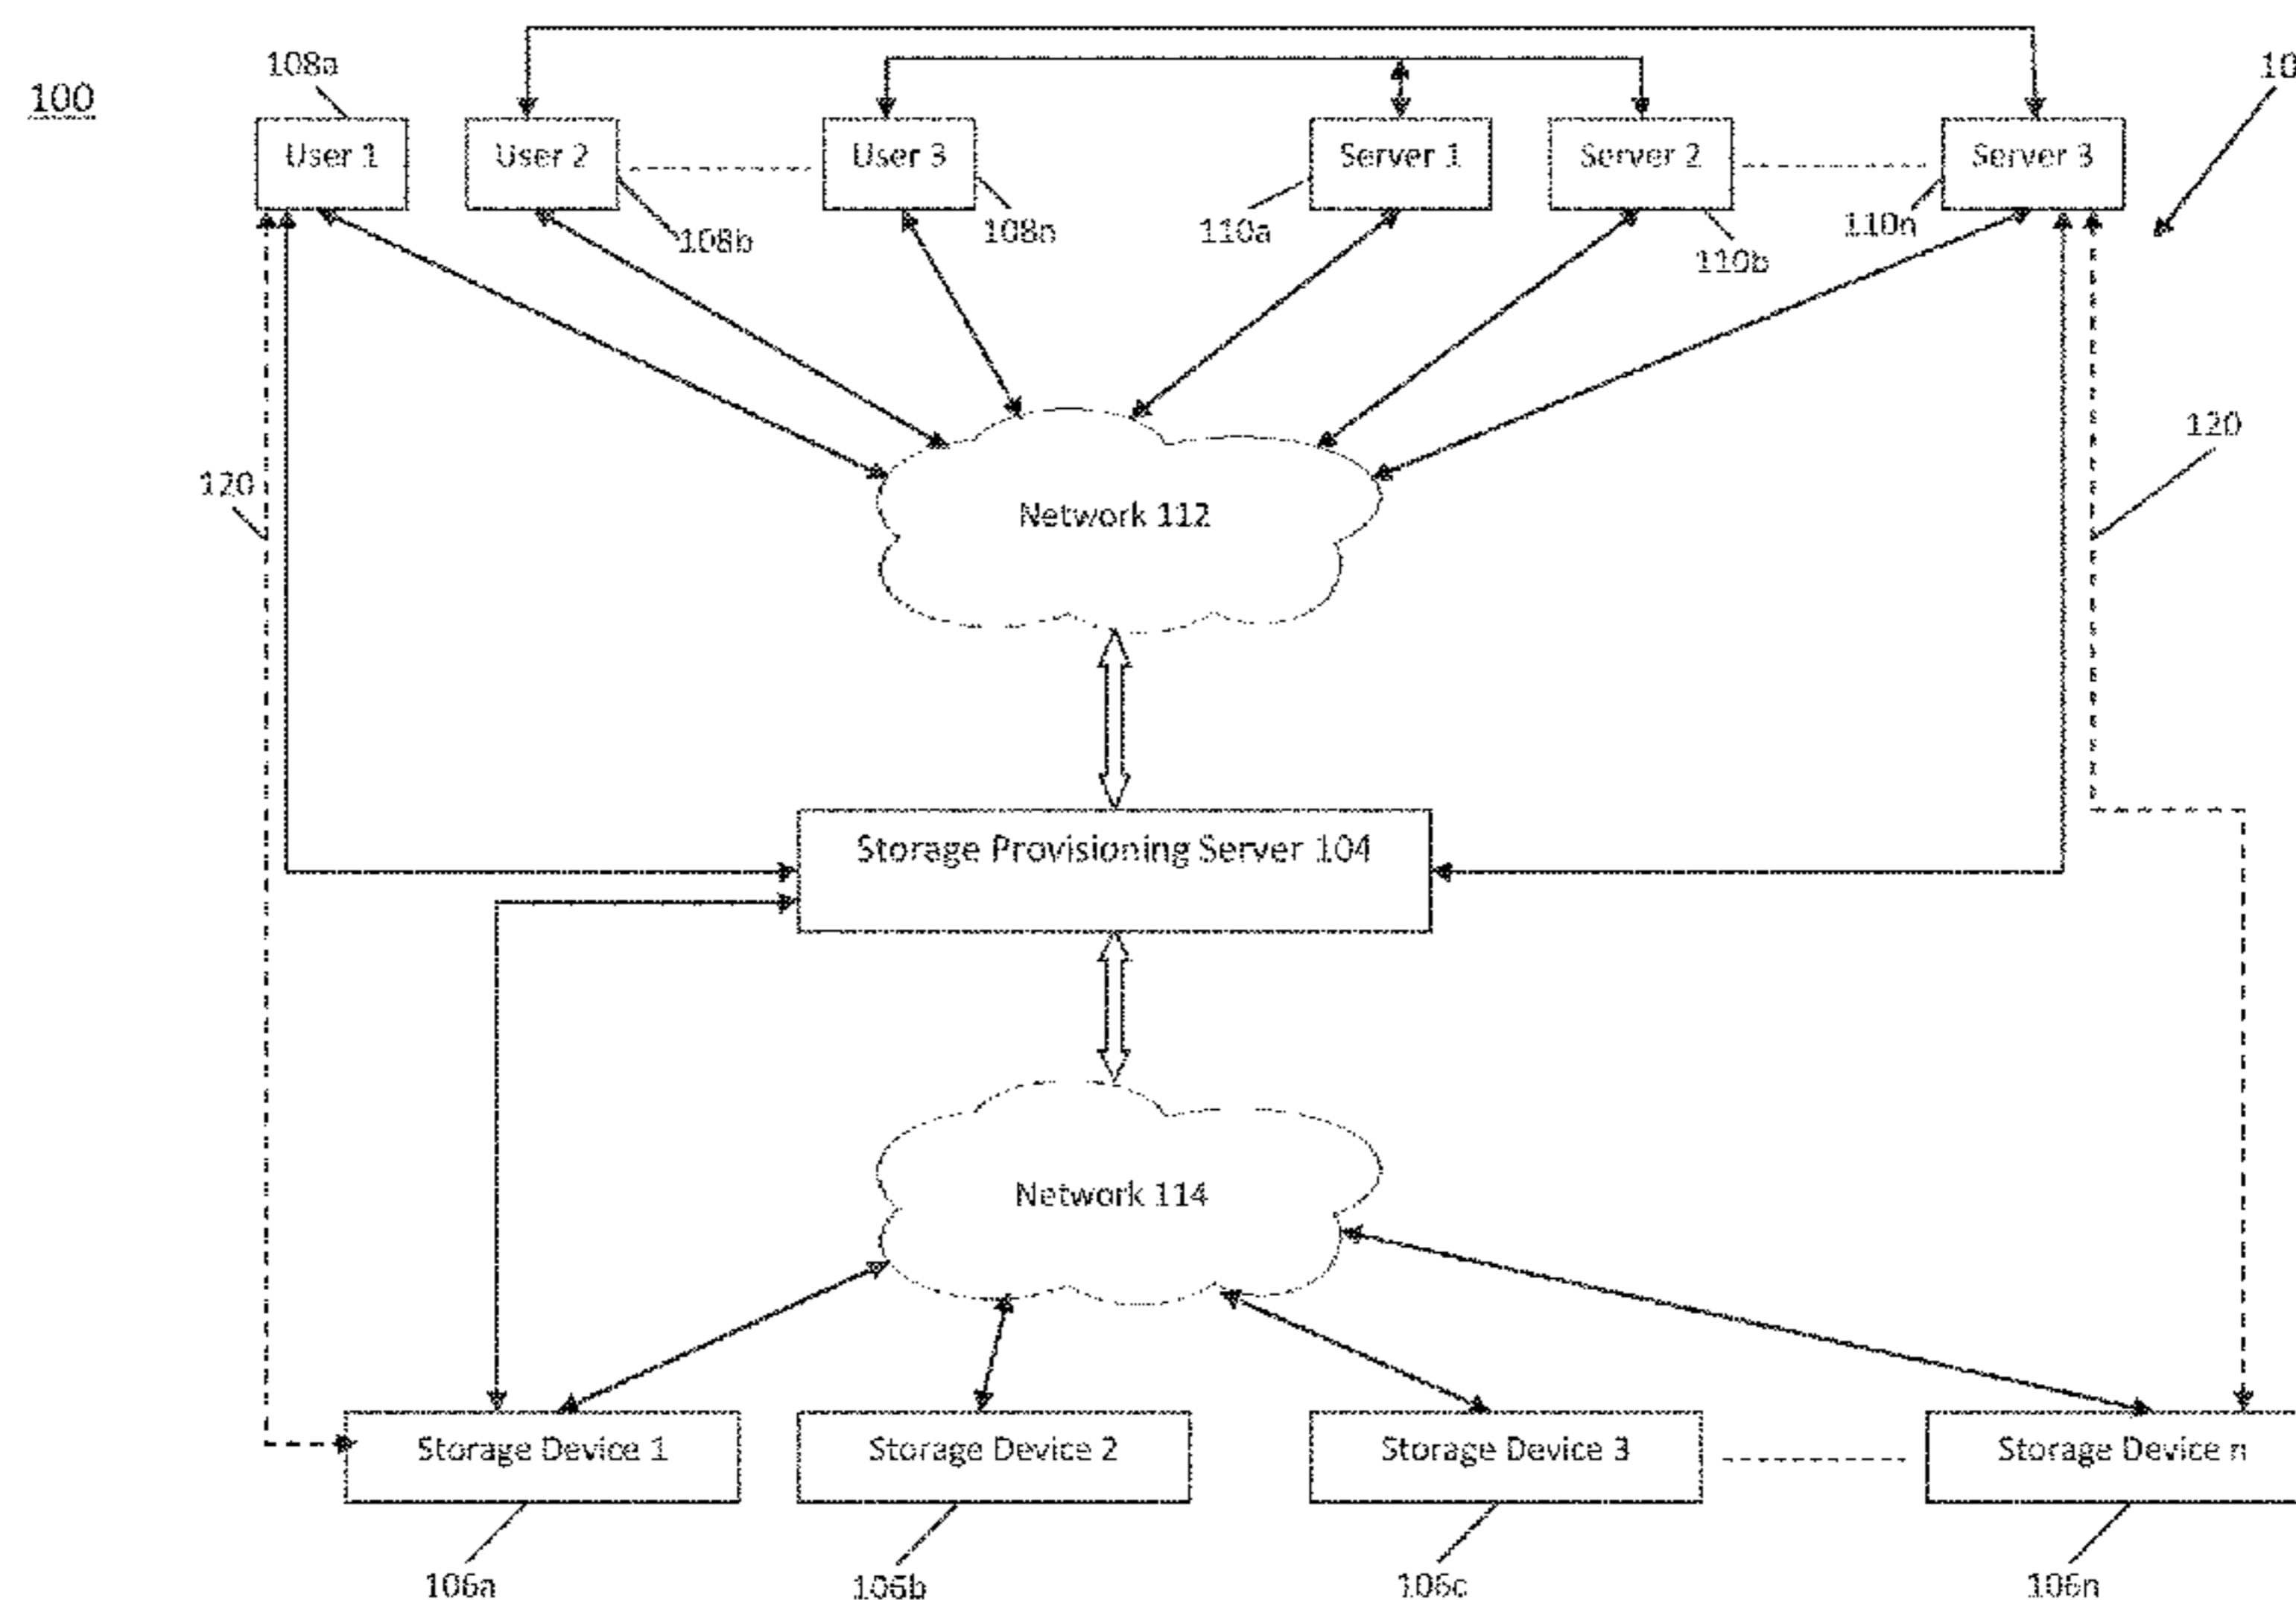 100
108a
10
User 1
User 2
User 3
Server 1
Server 2
Server 3
108b
108n
110a
110b
110n
120
120
Network 112
Storage Provisioning Server 104
Network 114
Storage Device 1
Storage Device 2
Storage Device 3
Storage Device n
106a
106b
106c
106n